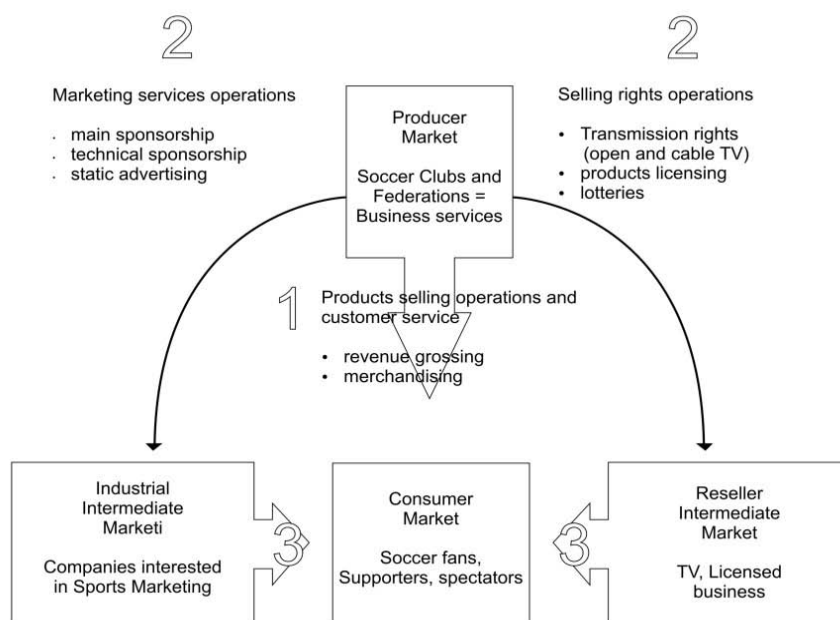 2
Marketing services operations
. main sponsorship
. technical sponsorship
. static advertising
Producer
Market
Soccer Clubs and
Federations =
Business services
2
Selling rights operations
• Transmission rights
(open and cable TV)
• products licensing
• lotteries
1
Products selling operations and
customer service
• revenue grossing
• merchandising
Industrial
Intermediate
Marketi
Companies interested
in Sports Marketing
3
Consumer
Market
Soccer fans,
Supporters, spectators
3
Reseller
Intermediate
Market
TV, Licensed
business